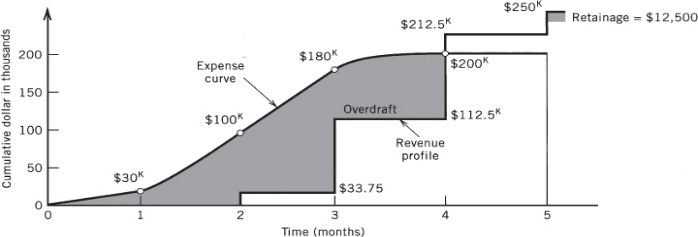 $250ᴷ
Retainage = $12,500
$212.5ᴷ
$180ᴷ
Expense
curve
$200ᴷ
$100ᴷ
Overdraft
$112.5ᴷ
Revenue
profile
$30ᴷ
$33.75
Cumulative dollar in thousands
200
150
100
50
0
0 1 2 3 4 5
Time (months)